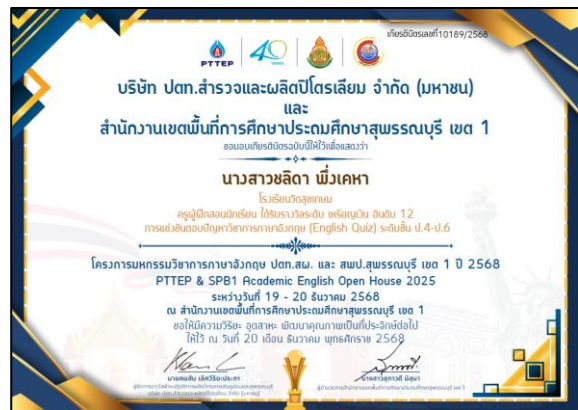 เกียรติบัตรเลขที่10189/2568
PTTEP
40
YEARS
บริษัท ปตท.สำรวจและผลิตปิโตรเลียม จำกัด (มหาชน)
และ
สำนักงานเขตพื้นที่การศึกษาประถมศึกษาสุพรรณบุรี เขต 1
ขอมอบเกียรติบัตรฉบับนี้ให้ไว้เพื่อแสดงว่า
นางสาวชลิดา พึ่งเคหา
โรงเรียนวัดสุขเกษม
ครูผู้ฝึกสอนนักเรียน ได้รับรางวัลระดับ เหรียญเงิน อันดับ 12
การแข่งขันตอบปัญหาวิชาการภาษาอังกฤษ (English Quiz) ระดับชั้น ป.4-ป.6
โครงการมหกรรมวิชาการภาษาอังกฤษ ปตท.สผ. และ สพป.สุพรรณบุรี เขต 1 ปี 2568
PTTEP & SPB1 Academic English Open House 2025
ระหว่างวันที่ 19 - 20 ธันวาคม 2568
ณ สำนักงานเขตพื้นที่การศึกษาประถมศึกษาสุพรรณบุรี เขต 1
ขอให้มีความวิริยะ อุตสาหะ พัฒนาคุณภาพเป็นที่ประจักษ์ต่อไป
ให้ไว้ ณ วันที่ 20 เดือน ธันวาคม พุทธศักราช 2568